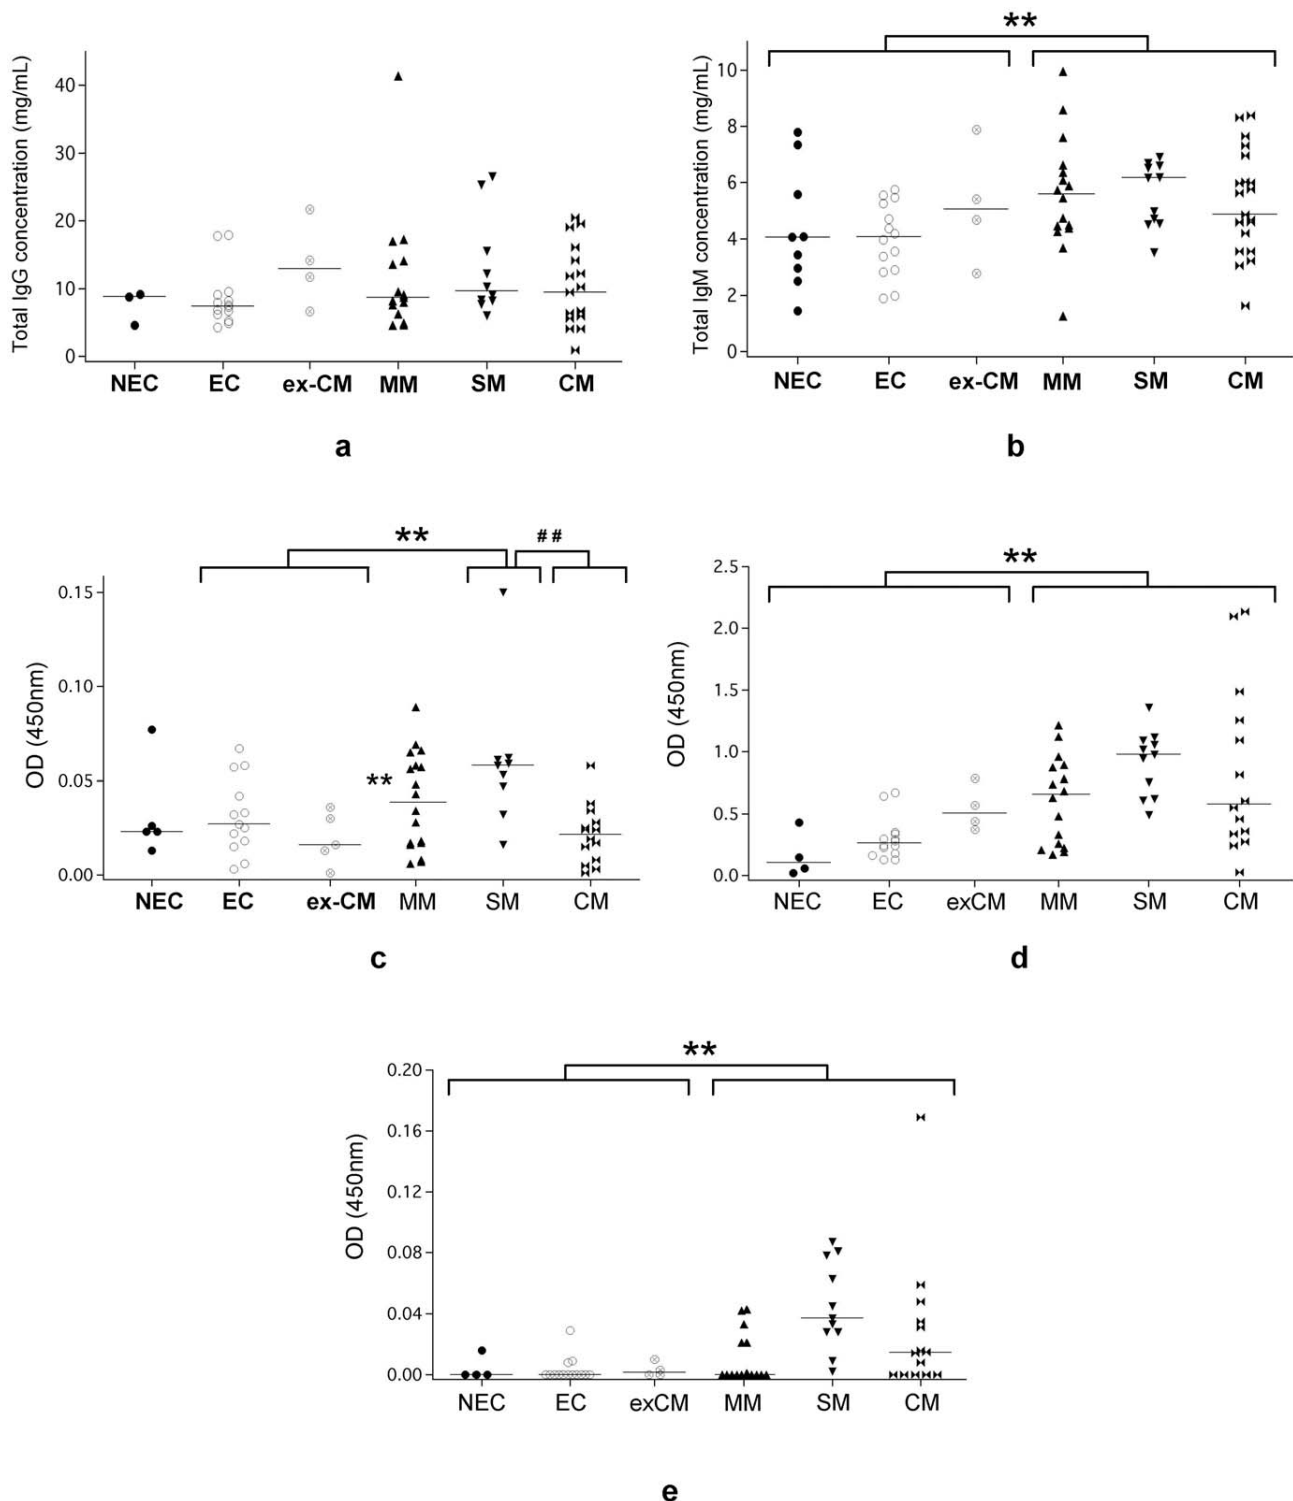 Total IgG concentration (mg/mL)
40
30
20
10
0
NEC EC ex-CM MM SM CM
a
**
Total IgM concentration (mg/mL)
10
8
6
4
2
0
NEC EC ex-CM MM SM CM
b
** ##
OD (450nm)
0.15
0.10
0.05
0.00
**
NEC EC ex-CM MM SM CM
c
**
OD (450nm)
2.5
2.0
1.5
1.0
0.5
0.0
NEC EC exCM MM SM CM
d
**
OD (450nm)
0.20
0.16
0.12
0.08
0.04
0.00
NEC EC exCM MM SM CM
e